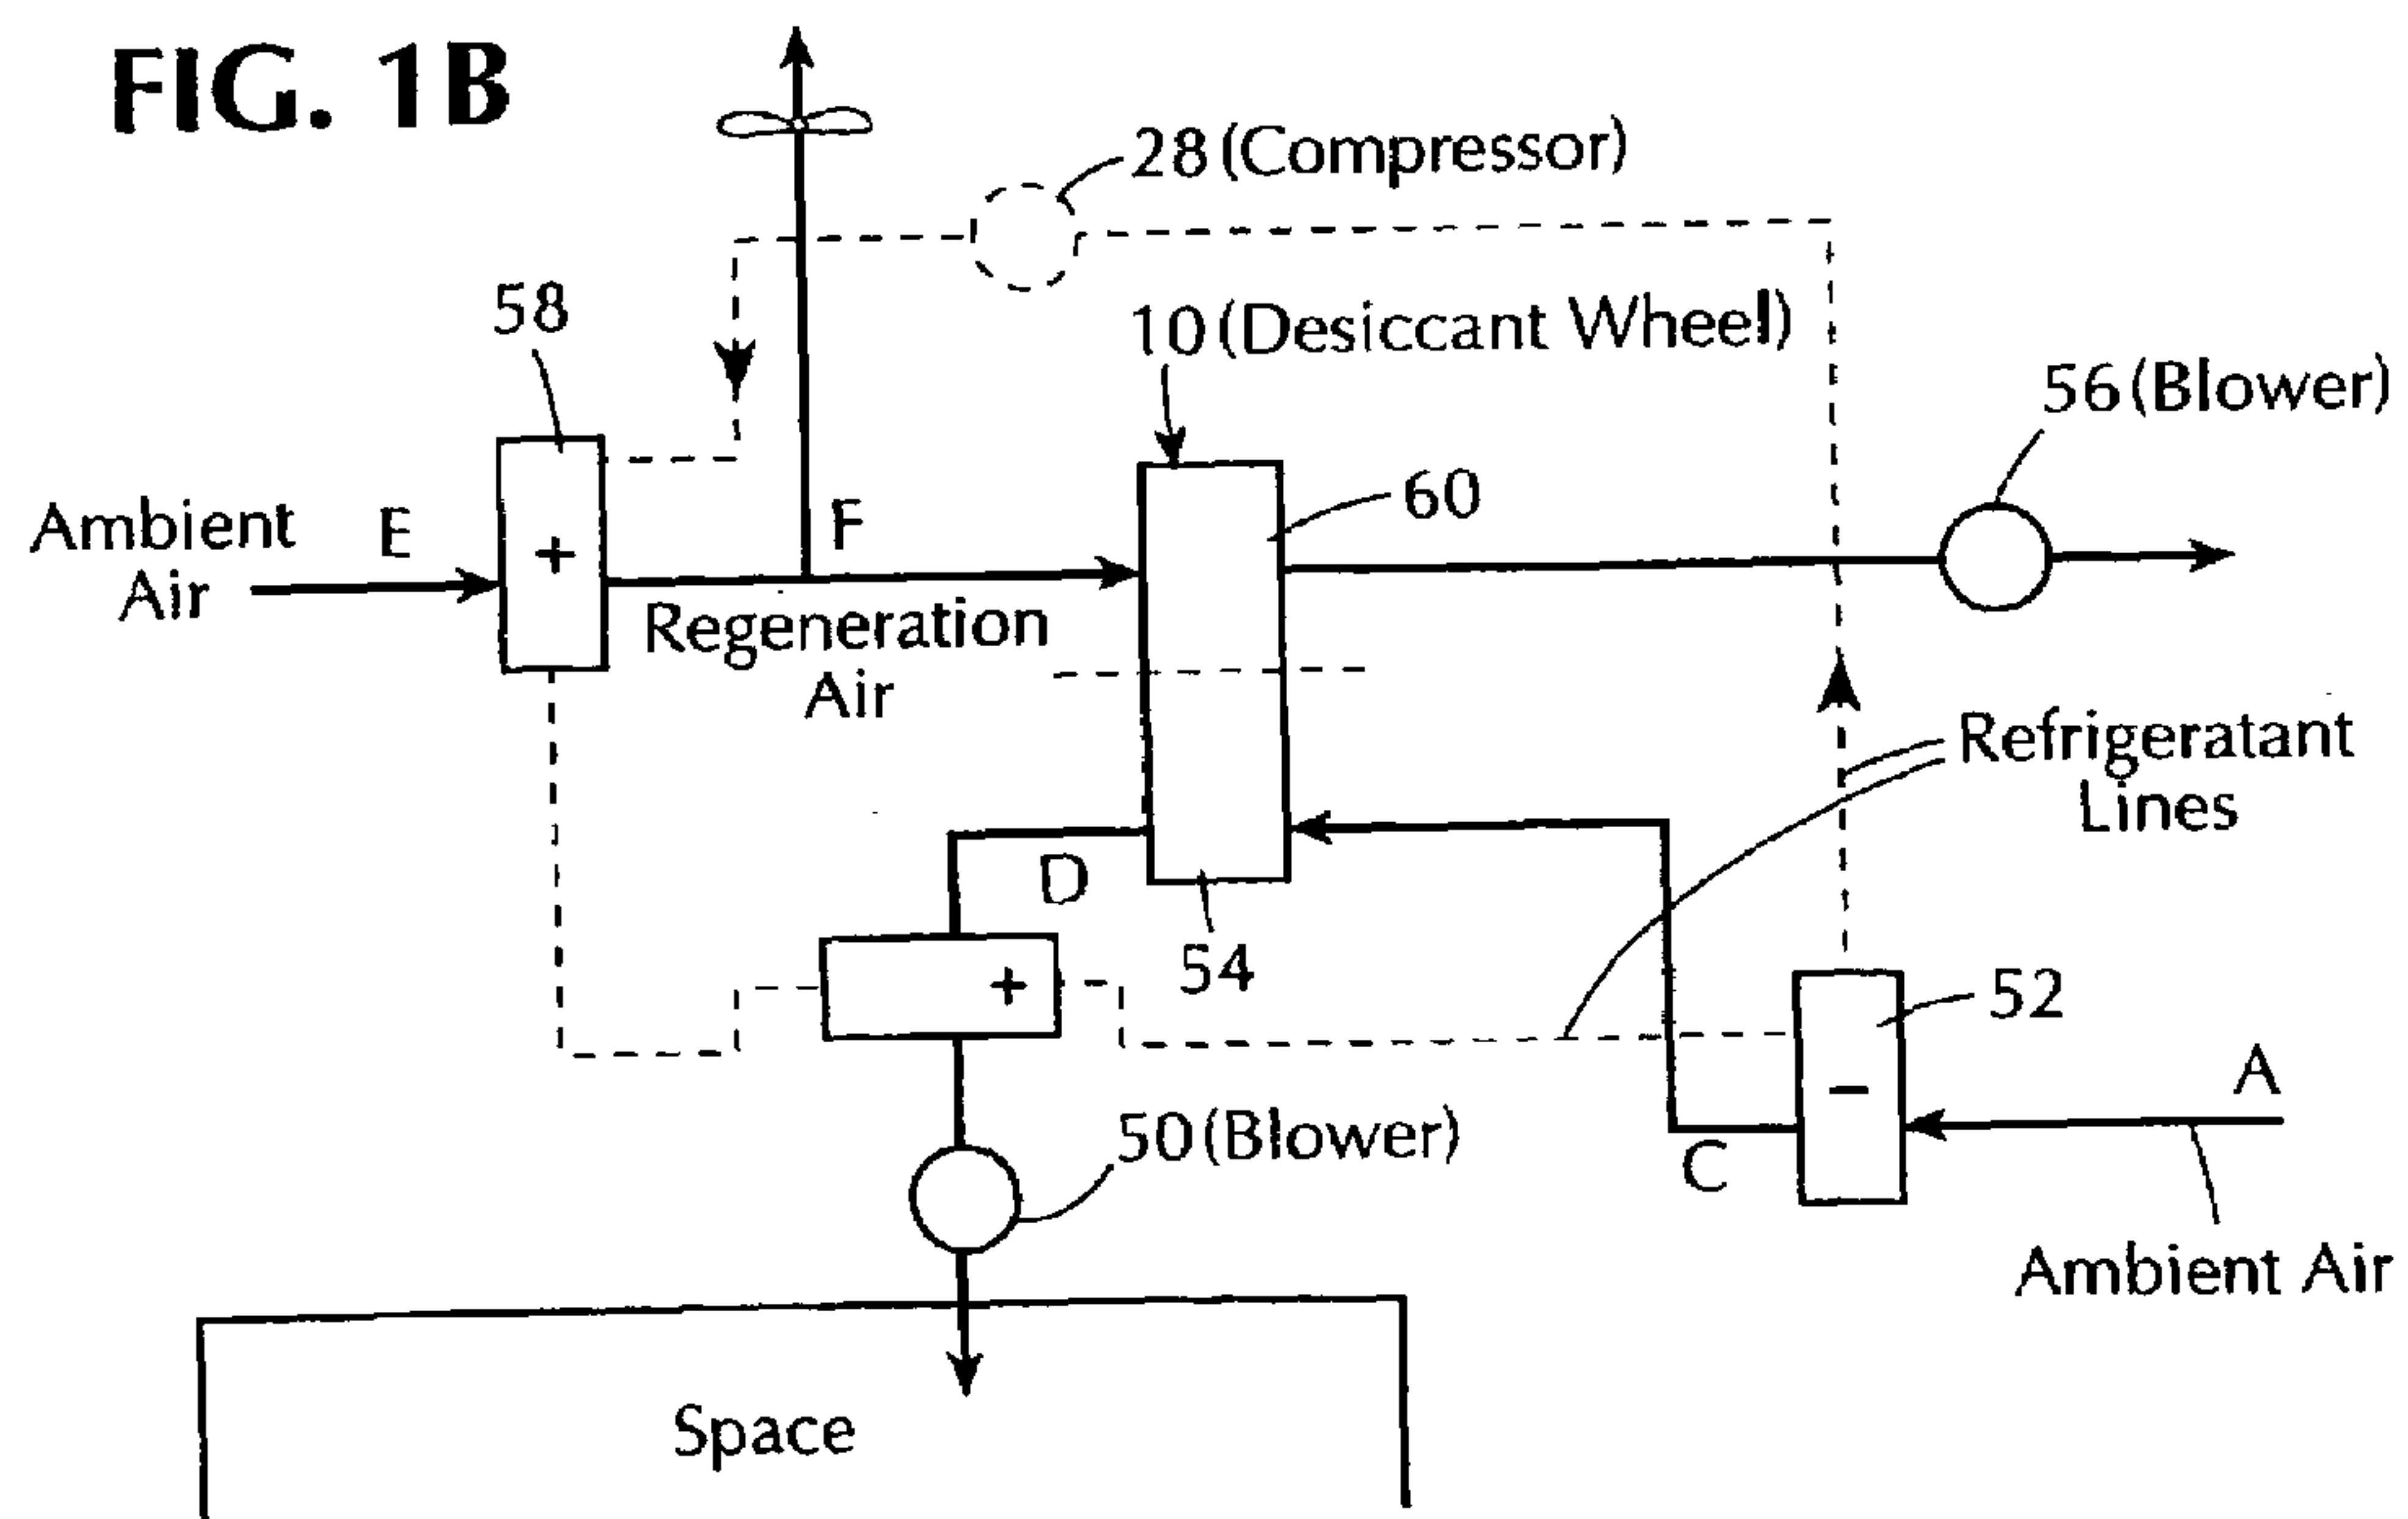 FIG. 1B
28 (Compressor)
58
10 (Desiccant Wheel)
56 (Blower)
60
Ambient
Air
E
+
F
Regeneration
Air
Refrigeratant
Lines
D
54
+
52
−
A
C
50 (Blower)
Ambient Air
Space